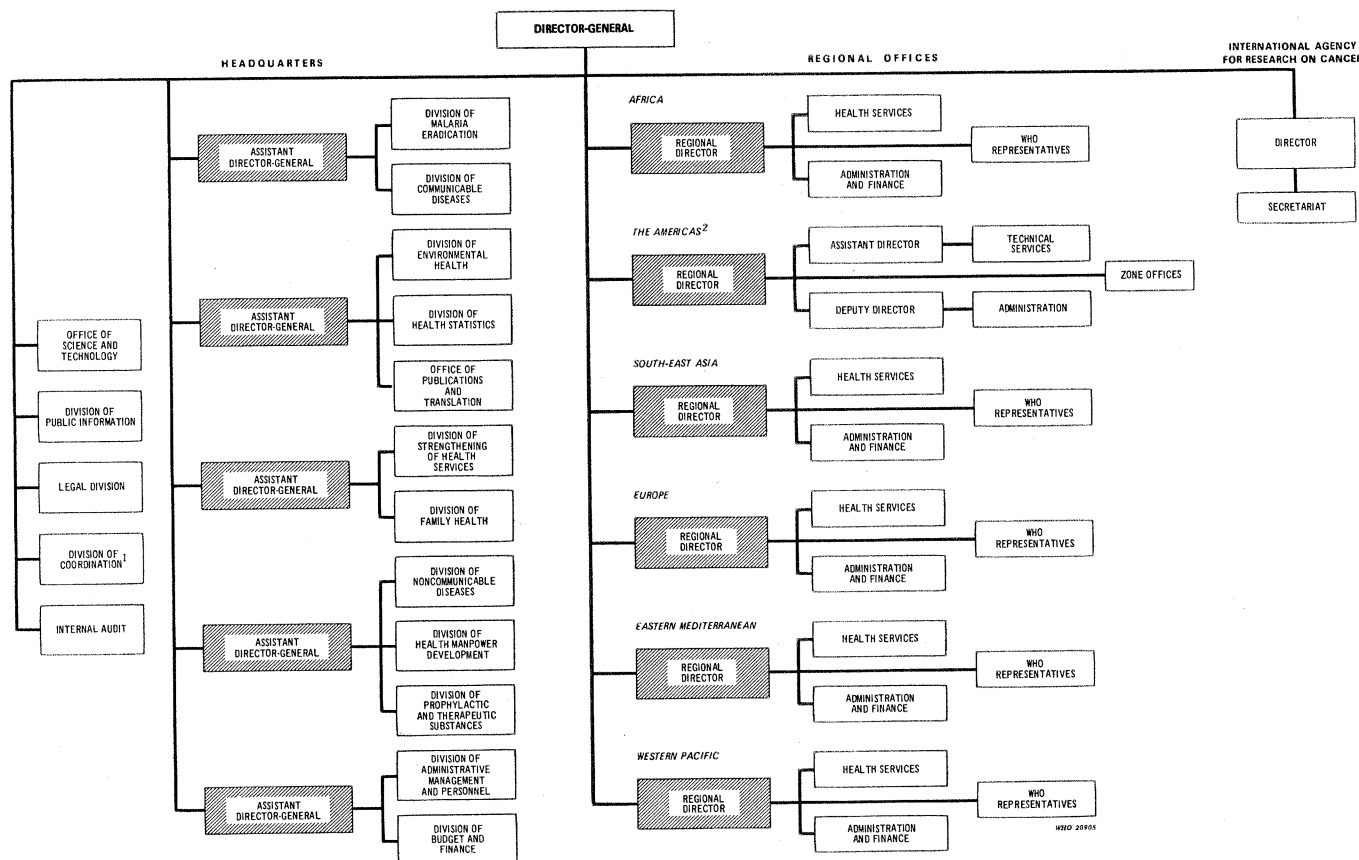 DIRECTOR-GENERAL
HEADQUARTERS
REGIONAL OFFICES
INTERNATIONAL AGENCY
FOR RESEARCH ON CANCER
OFFICE OF
SCIENCE AND
TECHNOLOGY
DIVISION OF
PUBLIC INFORMATION
LEGAL DIVISION
DIVISION OF
COORDINATION¹
INTERNAL AUDIT
ASSISTANT
DIRECTOR-GENERAL
DIVISION OF
MALARIA
ERADICATION
DIVISION OF
COMMUNICABLE
DISEASES
ASSISTANT
DIRECTOR-GENERAL
DIVISION OF
ENVIRONMENTAL
HEALTH
DIVISION OF
HEALTH STATISTICS
OFFICE OF
PUBLICATIONS
AND
TRANSLATION
ASSISTANT
DIRECTOR-GENERAL
DIVISION OF
STRENGTHENING
OF HEALTH
SERVICES
DIVISION OF
FAMILY HEALTH
ASSISTANT
DIRECTOR-GENERAL
DIVISION OF
NONCOMMUNICABLE
DISEASES
DIVISION OF
HEALTH MANPOWER
DEVELOPMENT
DIVISION OF
PROPHYLACTIC
AND THERAPEUTIC
SUBSTANCES
ASSISTANT
DIRECTOR-GENERAL
DIVISION OF
ADMINISTRATIVE
MANAGEMENT
AND PERSONNEL
DIVISION OF
BUDGET AND
FINANCE
AFRICA
REGIONAL
DIRECTOR
HEALTH SERVICES
WHO
REPRESENTATIVES
ADMINISTRATION
AND FINANCE
THE AMERICAS²
REGIONAL
DIRECTOR
ASSISTANT DIRECTOR
TECHNICAL
SERVICES
ZONE OFFICES
DEPUTY DIRECTOR
ADMINISTRATION
SOUTH-EAST ASIA
REGIONAL
DIRECTOR
HEALTH SERVICES
WHO
REPRESENTATIVES
ADMINISTRATION
AND FINANCE
EUROPE
REGIONAL
DIRECTOR
HEALTH SERVICES
WHO
REPRESENTATIVES
ADMINISTRATION
AND FINANCE
EASTERN MEDITERRANEAN
REGIONAL
DIRECTOR
HEALTH SERVICES
WHO
REPRESENTATIVES
ADMINISTRATION
AND FINANCE
WESTERN PACIFIC
REGIONAL
DIRECTOR
HEALTH SERVICES
WHO
REPRESENTATIVES
ADMINISTRATION
AND FINANCE
WHO 20905
DIRECTOR
SECRETARIAT